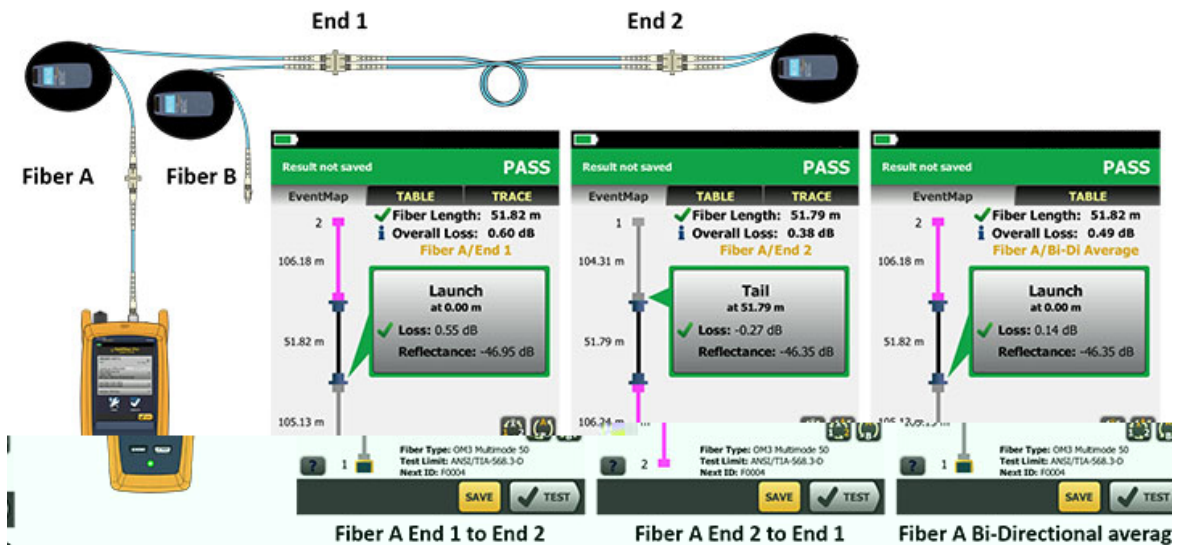 End 1
End 2
Fiber A
Fiber B
Result not saved
PASS
EventMap
TABLE
TRACE
2
Fiber Length: 51.82 m
Overall Loss: 0.60 dB
Fiber A/End 1
106.18 m
Launch
at 0.00 m
Loss: 0.55 dB
Reflectance: -46.95 dB
51.82 m
105.13 m
?
1
Fiber Type: OM3 Multimode 50
Test Limit: ANSI/TIA-568.3-D
Next ID: F0004
SAVE
TEST
Fiber A End 1 to End 2
Result not saved
PASS
EventMap
TABLE
TRACE
1
Fiber Length: 51.79 m
Overall Loss: 0.38 dB
Fiber A/End 2
104.31 m
Tail
at 51.79 m
Loss: -0.27 dB
Reflectance: -46.35 dB
51.79 m
106.24 m
?
2
Fiber Type: OM3 Multimode 50
Test Limit: ANSI/TIA-568.3-D
Next ID: F0004
SAVE
TEST
Fiber A End 2 to End 1
Result not saved
PASS
EventMap
TABLE
2
Fiber Length: 51.82 m
Overall Loss: 0.49 dB
Fiber A/Bi-Di Average
106.18 m
Launch
at 0.00 m
Loss: 0.14 dB
Reflectance: -46.35 dB
51.82 m
?
1
Fiber Type: OM3 Multimode 50
Test Limit: ANSI/TIA-568.3-D
Next ID: F0004
SAVE
TEST
Fiber A Bi-Directional averag